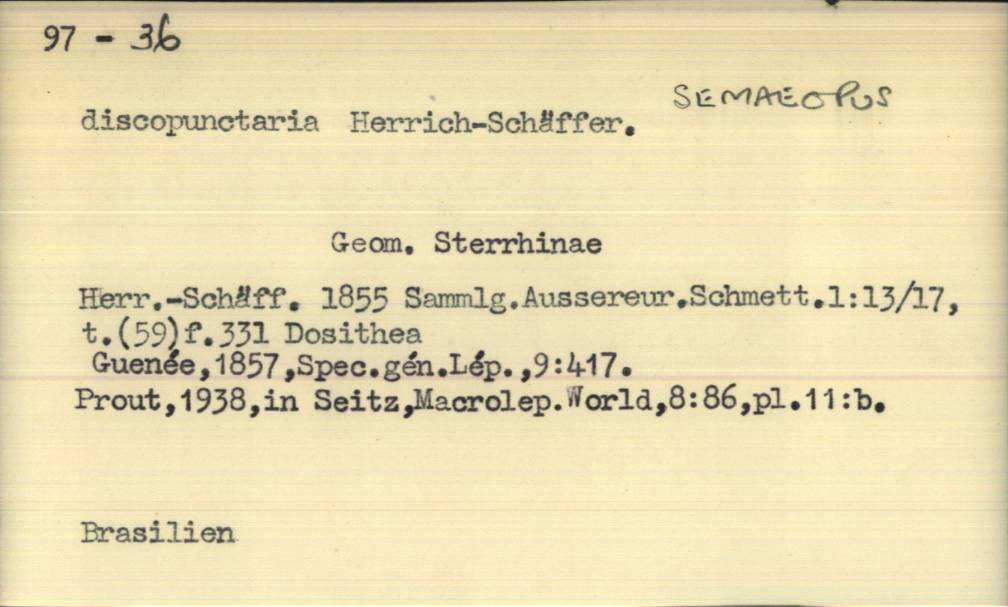 97 - 36
SEMAEOPUS
discopunctaria Herrich-Schäffer.
Geom. Sterrhinae
Herr.-Schäff. 1855 Sammlg.Aussereur.Schmett.1:13/17,
t.(59)f.331 Dosithea
Guenée,1857,Spec.gén.Lép.,9:417.
Prout,1938,in Seitz,Macrolep.World,8:86,pl.11:b.
Brasilien